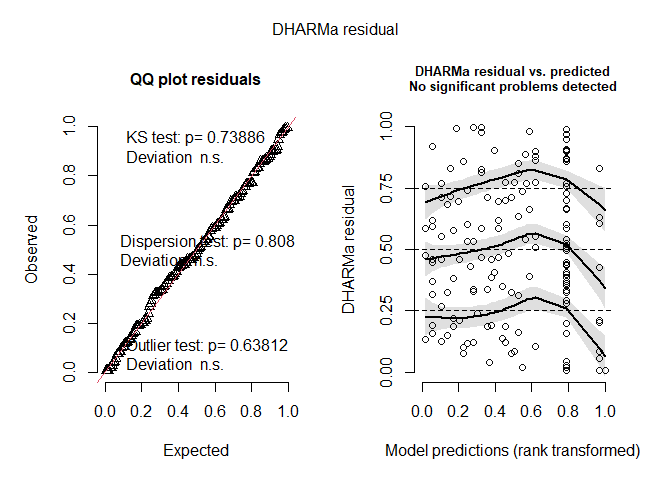 DHARMa residual
QQ plot residuals
KS test: p= 0.73886
Deviation n.s.
Dispersion test: p= 0.808
Deviation n.s.
Outlier test: p= 0.63812
Deviation n.s.
Observed
0.0 0.2 0.4 0.6 0.8 1.0
0.0 0.2 0.4 0.6 0.8 1.0
Expected
DHARMa residual vs. predicted
No significant problems detected
DHARMa residual
0.00 0.25 0.50 0.75 1.00
0.0 0.2 0.4 0.6 0.8 1.0
Model predictions (rank transformed)